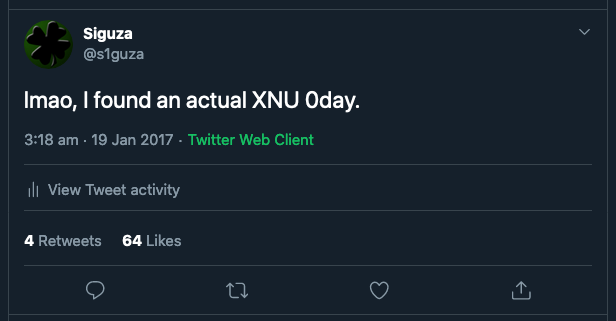 Siguza
@s1guza
lmao, I found an actual XNU 0day.
3:18 am · 19 Jan 2017 · Twitter Web Client
View Tweet activity
4 Retweets 64 Likes